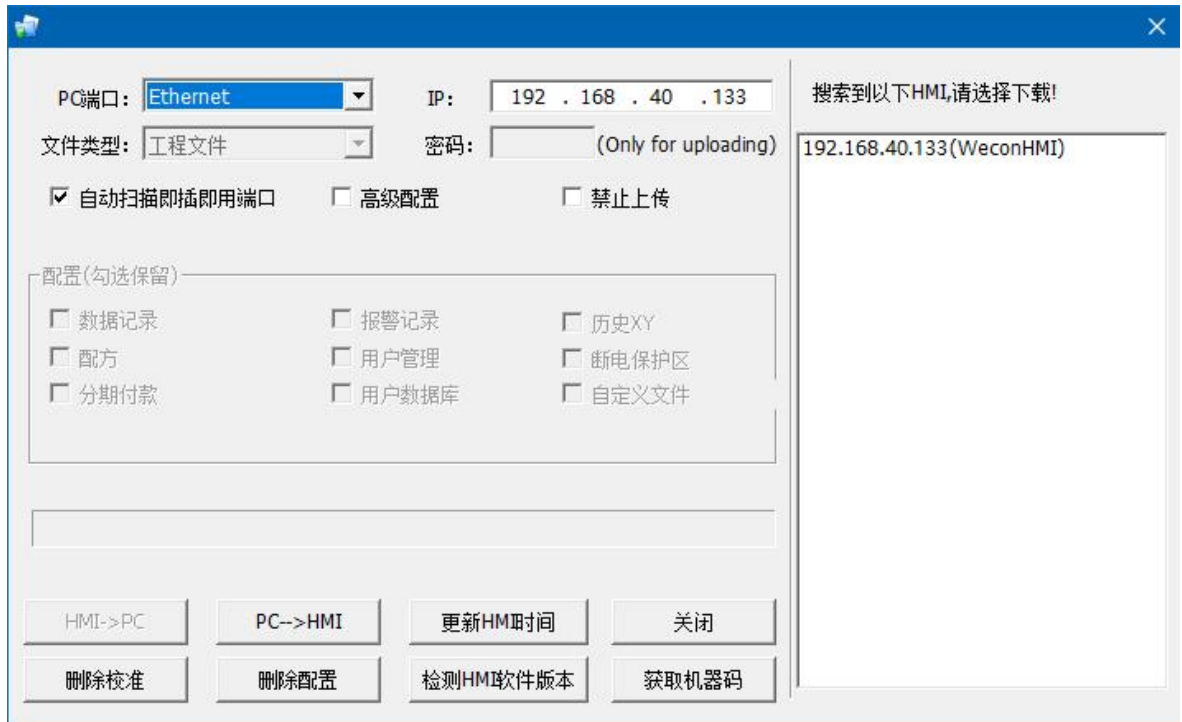 PC端口: Ethernet IP: 192 . 168 . 40 .133
文件类型: 工程文件 密码: (Only for uploading)
自动扫描即插即用端口 高级配置 禁止上传
配置(勾选保留)
数据记录 报警记录 历史XY
配方 用户管理 断电保护区
分期付款 用户数据库 自定义文件
HMI->PC PC-->HMI 更新HMI时间 关闭
删除校准 删除配置 检测HMI软件版本 获取机器码
搜索到以下HMI,请选择下载!
192.168.40.133(WeconHMI)